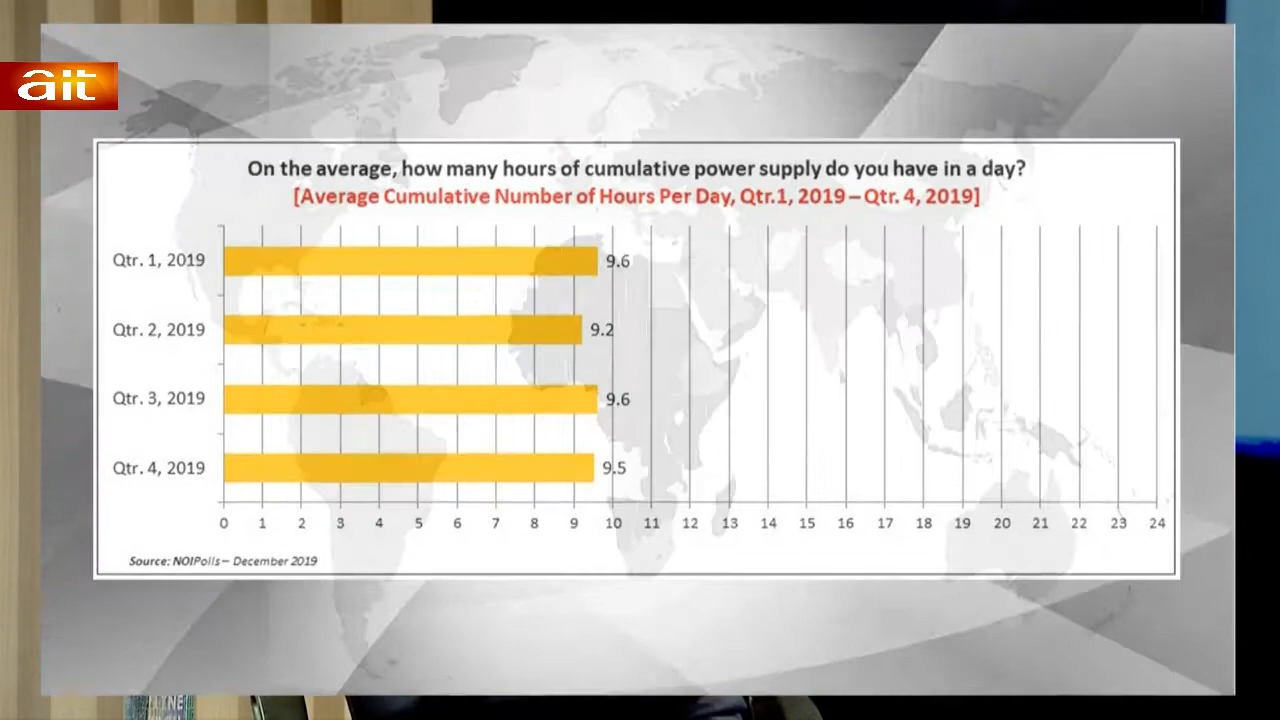 ait
On the average, how many hours of cumulative power supply do you have in a day?
[Average Cumulative Number of Hours Per Day, Qtr.1, 2019 – Qtr. 4, 2019]
Qtr. 1, 2019 9.6
Qtr. 2, 2019 9.2
Qtr. 3, 2019 9.6
Qtr. 4, 2019 9.5
0 1 2 3 4 5 6 7 8 9 10 11 12 13 14 15 16 17 18 19 20 21 22 23 24
Source: NOIPolls – December 2019